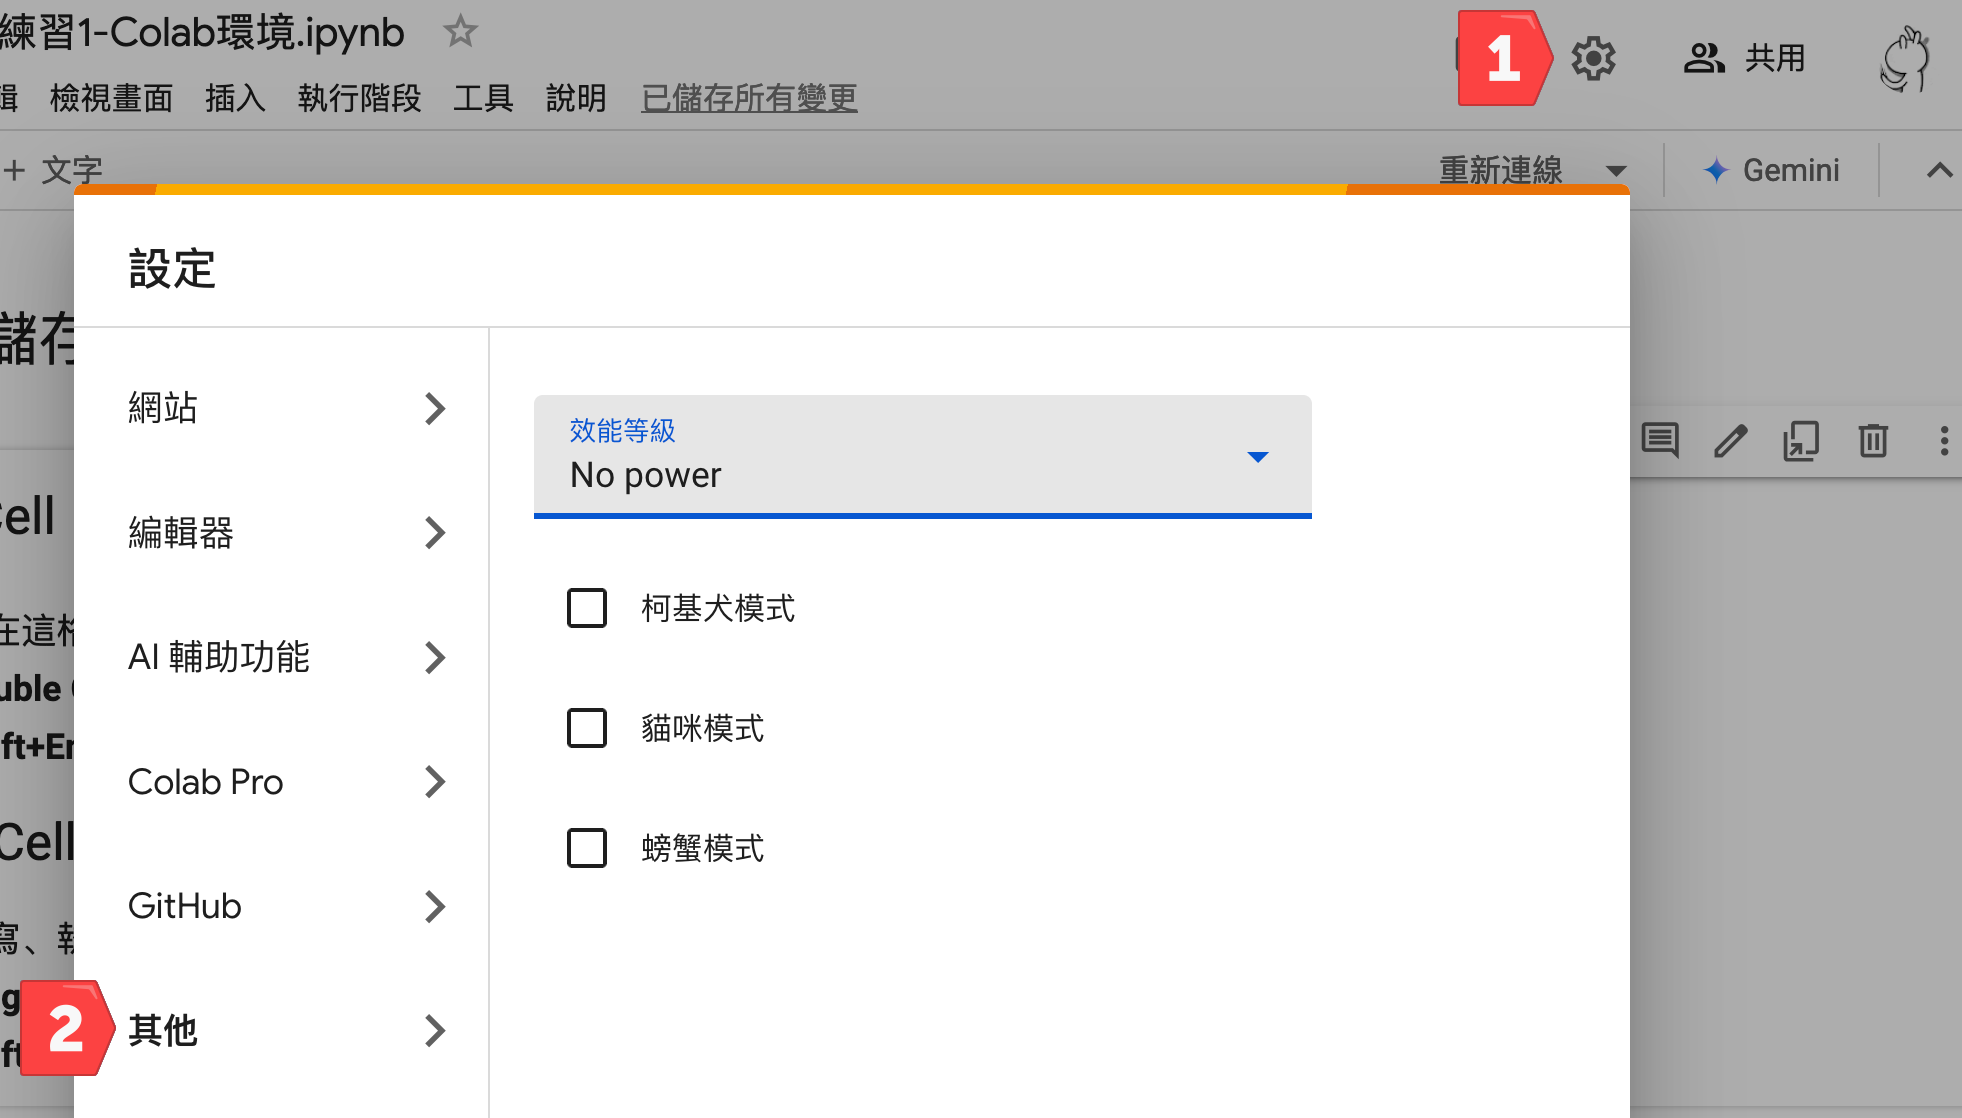 練習1-Colab環境.ipynb
檢視畫面 插入 執行階段 工具 說明 已儲存所有變更
1
共用
+ 文字
重新連線
Gemini
設定
儲存
網站
效能等級
No power
編輯器
Cell
柯基犬模式
在這格
AI 輔助功能
uble
貓咪模式
ft+En
Colab Pro
Cell
螃蟹模式
GitHub
寫、執
2
其他